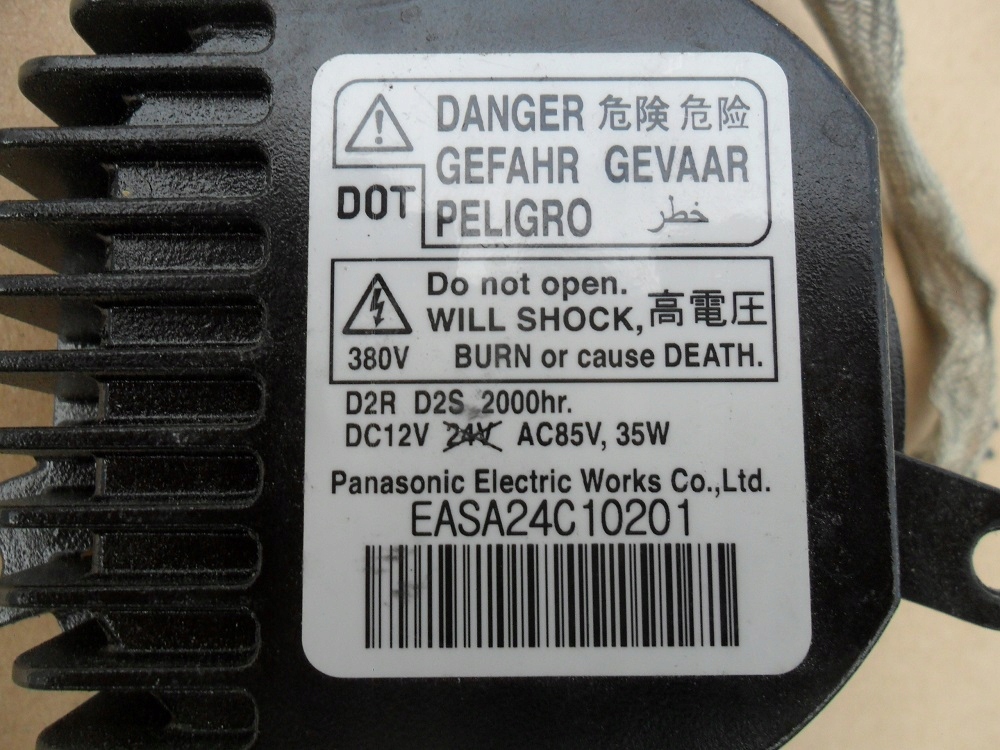 DANGER 危険 危险
GEFAHR GEVAAR
DOT
PELIGRO خطر
Do not open.
WILL SHOCK, 高電圧
380V BURN or cause DEATH.
D2R D2S 2000hr.
DC12V 24V AC85V, 35W
Panasonic Electric Works Co.,Ltd.
EASA24C10201